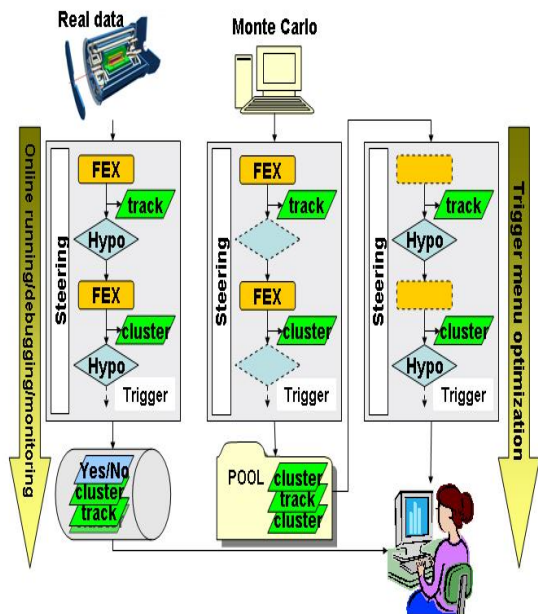 Real data
Monte Carlo
Online running/debugging/monitoring
Steering
FEX
track
Hypo
FEX
cluster
Hypo
Trigger
Steering
FEX
track
FEX
cluster
Trigger
Steering
track
Hypo
cluster
Hypo
Trigger
Trigger menu optimization
Yes/No
cluster
track
POOL
cluster
track
cluster